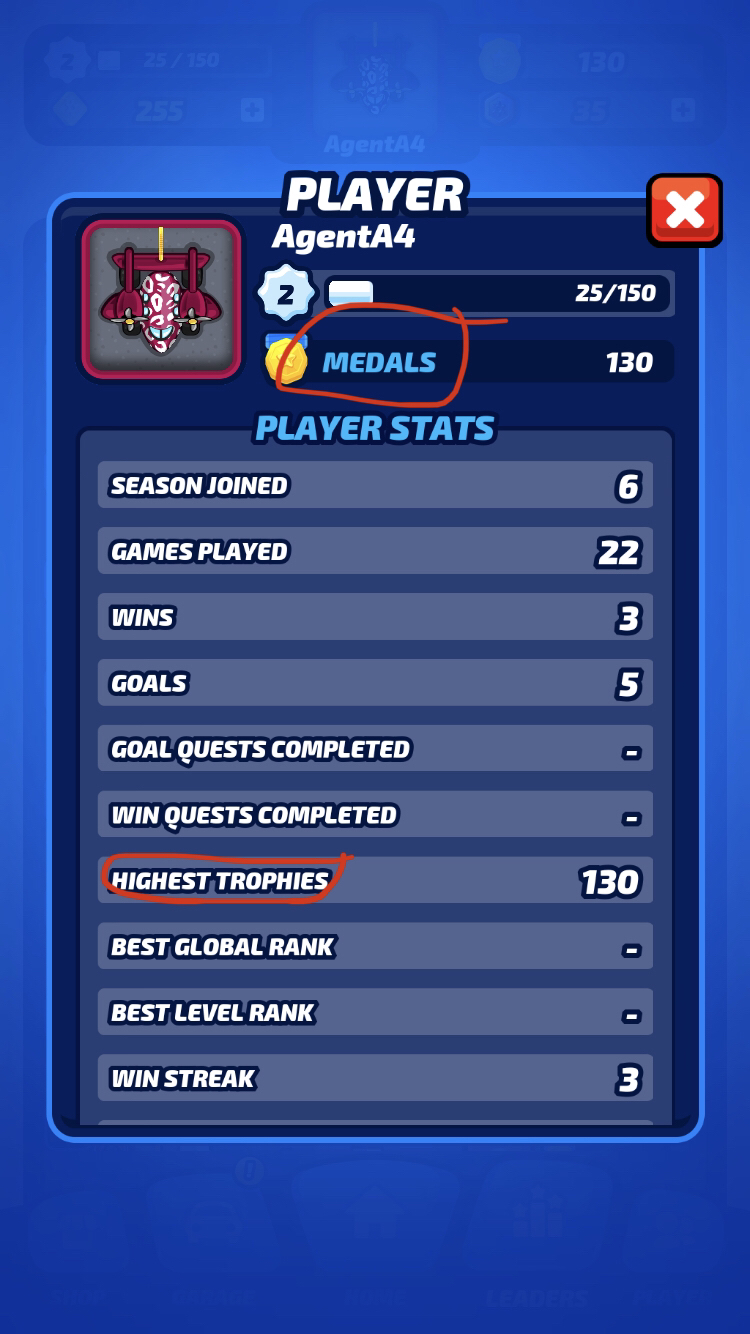 2 25/150 130
255 35
AgentA4
PLAYER
AgentA4
2 25/150
MEDALS 130
PLAYER STATS
SEASON JOINED 6
GAMES PLAYED 22
WINS 3
GOALS 5
GOAL QUESTS COMPLETED -
WIN QUESTS COMPLETED -
HIGHEST TROPHIES 130
BEST GLOBAL RANK -
BEST LEVEL RANK -
WIN STREAK 3
LEADERS